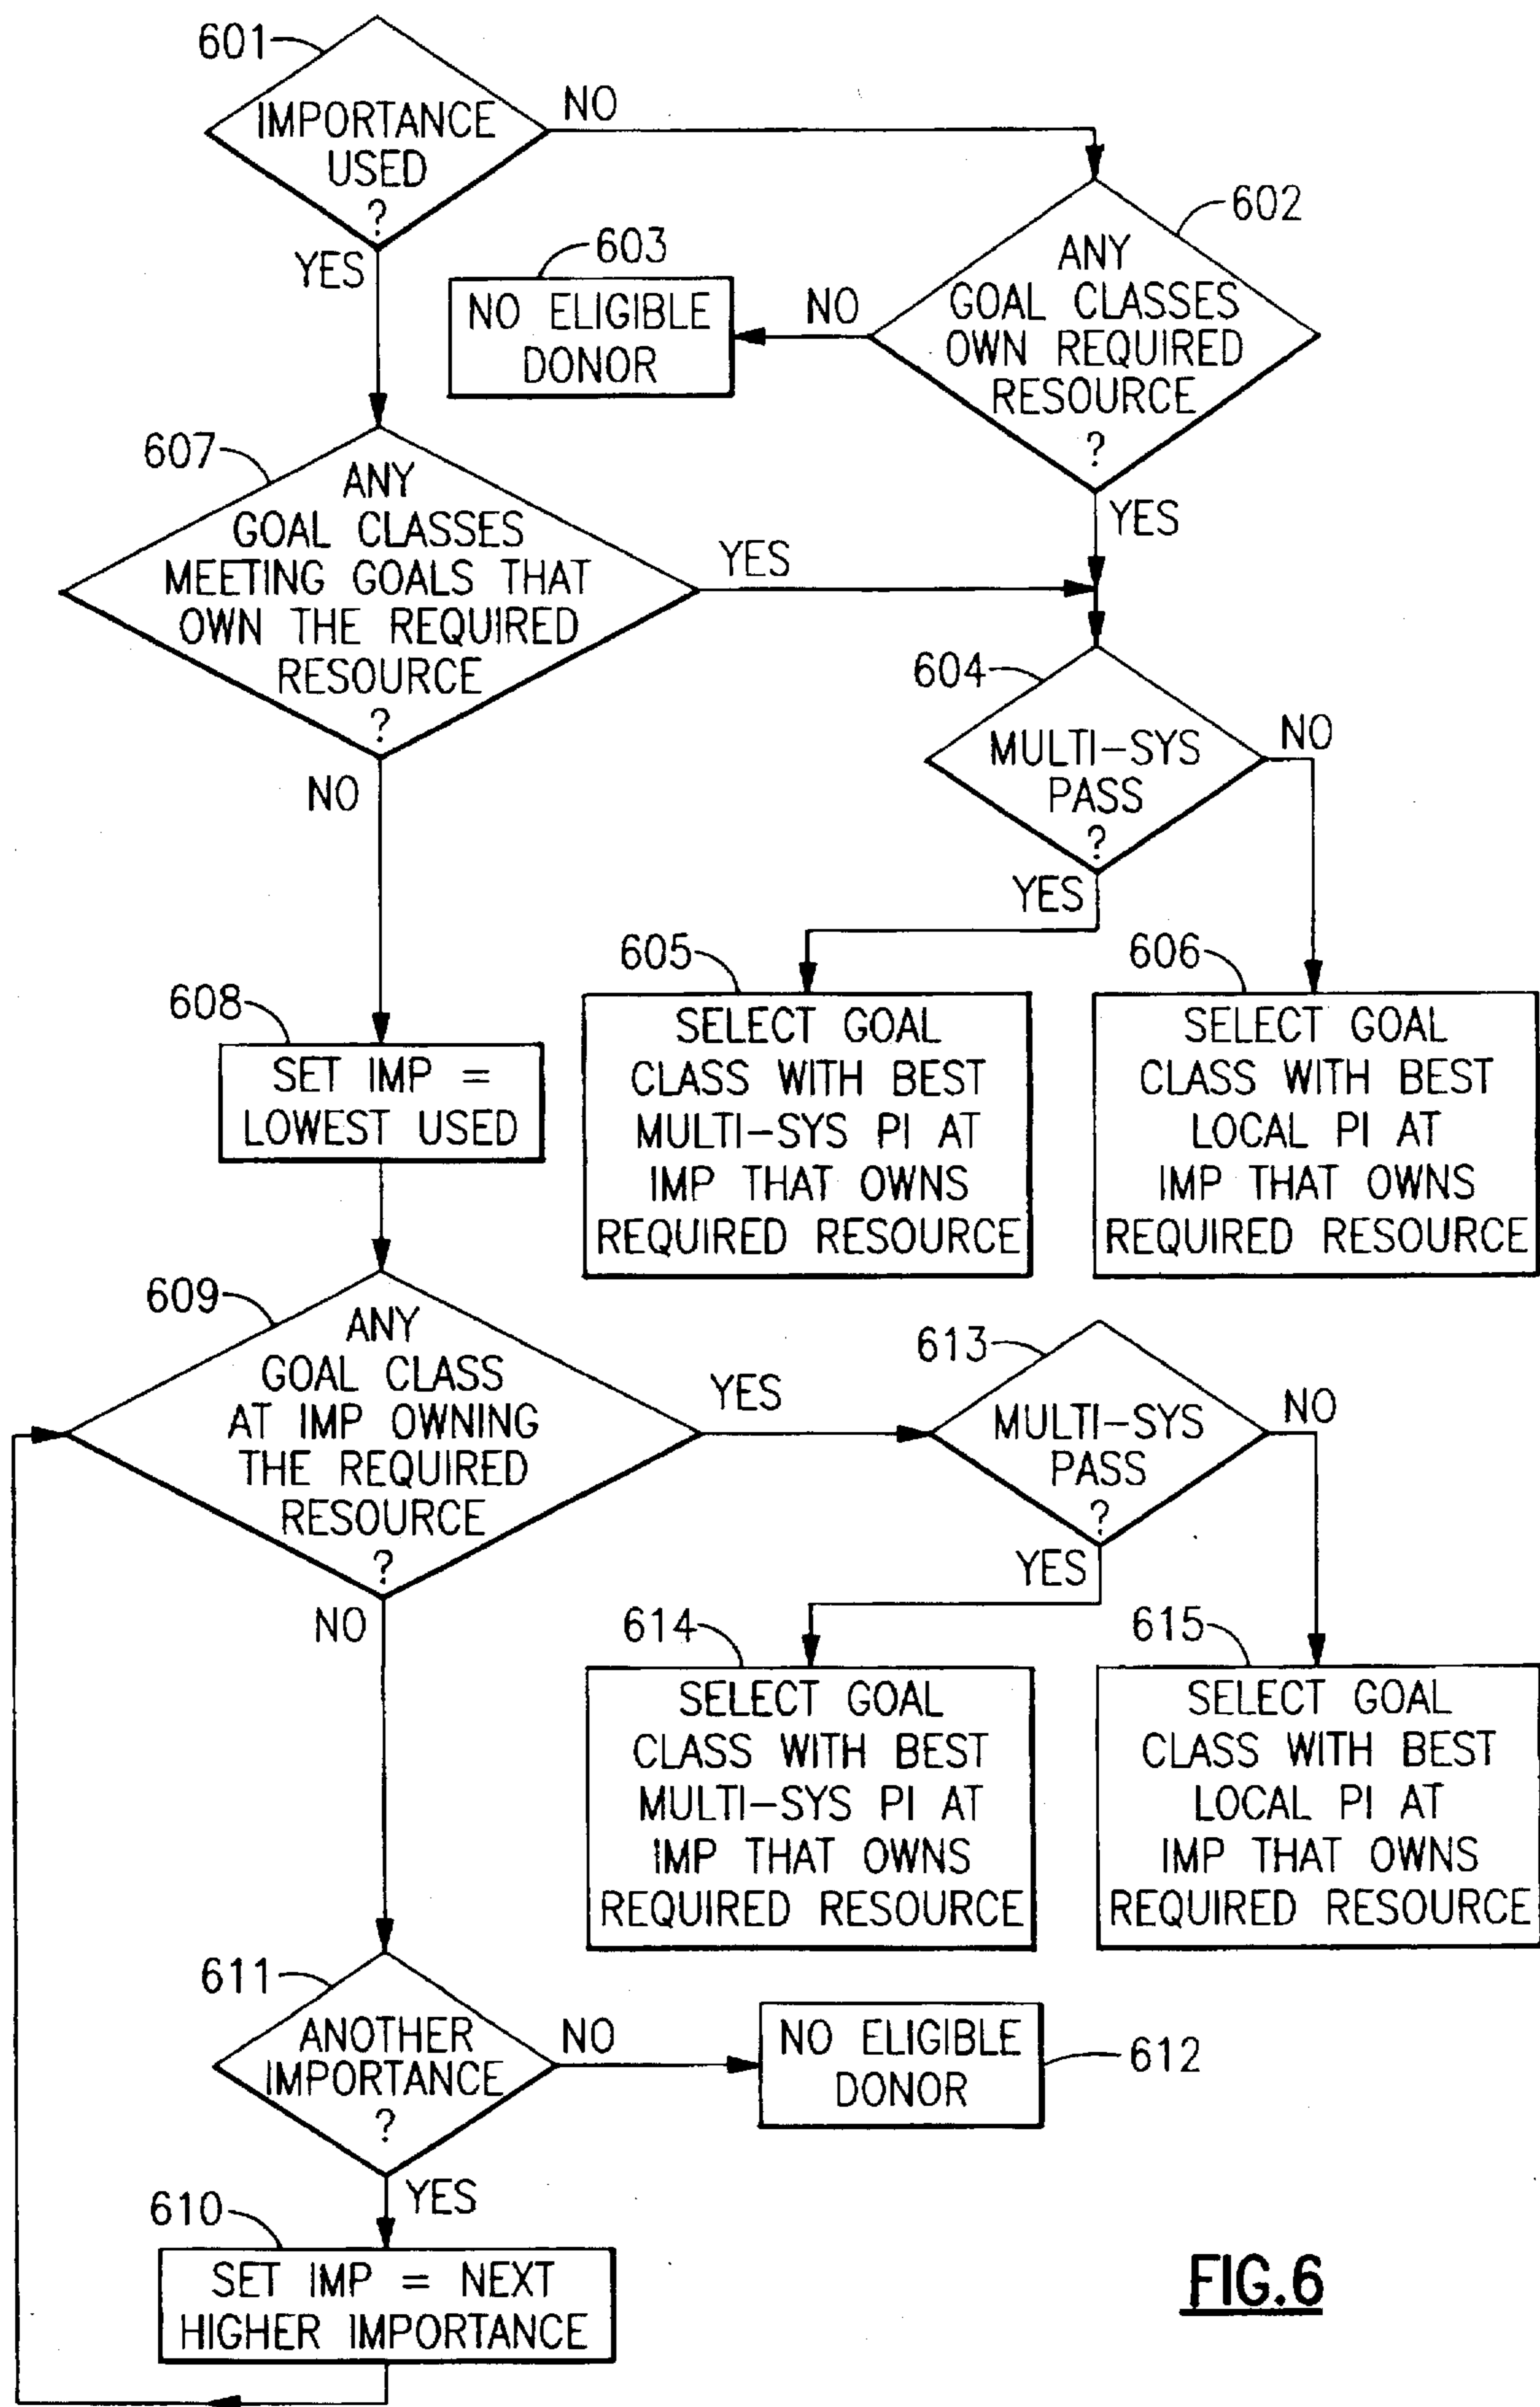 601
IMPORTANCE
USED
?
NO
YES
602
ANY
GOAL CLASSES
OWN REQUIRED
RESOURCE
?
NO
YES
603
NO ELIGIBLE
DONOR
607
ANY
GOAL CLASSES
MEETING GOALS THAT
OWN THE REQUIRED
RESOURCE
?
YES
NO
604
MULTI-SYS
PASS
?
NO
YES
605
SELECT GOAL
CLASS WITH BEST
MULTI-SYS PI AT
IMP THAT OWNS
REQUIRED RESOURCE
606
SELECT GOAL
CLASS WITH BEST
LOCAL PI AT
IMP THAT OWNS
REQUIRED RESOURCE
608
SET IMP =
LOWEST USED
609
ANY
GOAL CLASS
AT IMP OWNING
THE REQUIRED
RESOURCE
?
YES
NO
613
MULTI-SYS
PASS
?
NO
YES
614
SELECT GOAL
CLASS WITH BEST
MULTI-SYS PI AT
IMP THAT OWNS
REQUIRED RESOURCE
615
SELECT GOAL
CLASS WITH BEST
LOCAL PI AT
IMP THAT OWNS
REQUIRED RESOURCE
611
ANOTHER
IMPORTANCE
?
NO
YES
NO ELIGIBLE
DONOR
612
610
SET IMP = NEXT
HIGHER IMPORTANCE
FIG.6